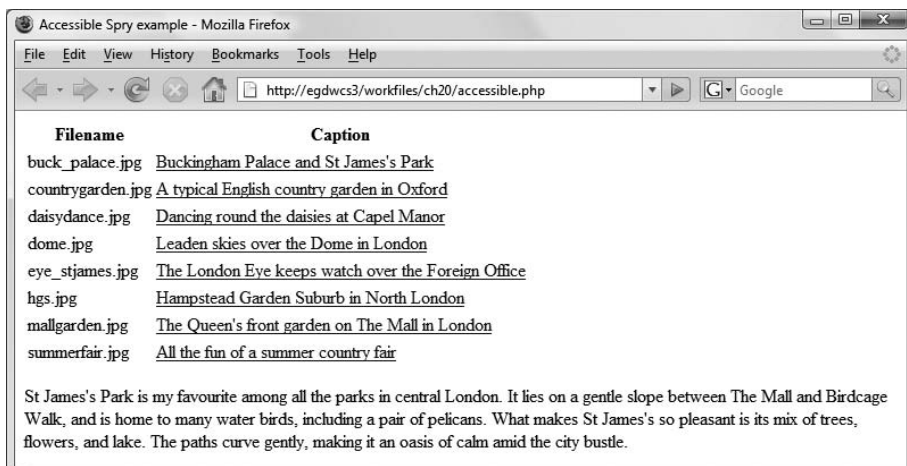 Accessible Spry example - Mozilla Firefox
File Edit View History Bookmarks Tools Help
http://egdwcs3/workfiles/ch20/accessible.php G Google
Filename Caption
buck_palace.jpg Buckingham Palace and St James's Park
countrygarden.jpg A typical English country garden in Oxford
daisydance.jpg Dancing round the daisies at Capel Manor
dome.jpg Leaden skies over the Dome in London
eye_stjames.jpg The London Eye keeps watch over the Foreign Office
hgs.jpg Hampstead Garden Suburb in North London
mallgarden.jpg The Queen's front garden on The Mall in London
summerfair.jpg All the fun of a summer country fair
St James's Park is my favourite among all the parks in central London. It lies on a gentle slope between The Mall and Birdcage
Walk, and is home to many water birds, including a pair of pelicans. What makes St James's so pleasant is its mix of trees,
flowers, and lake. The paths curve gently, making it an oasis of calm amid the city bustle.